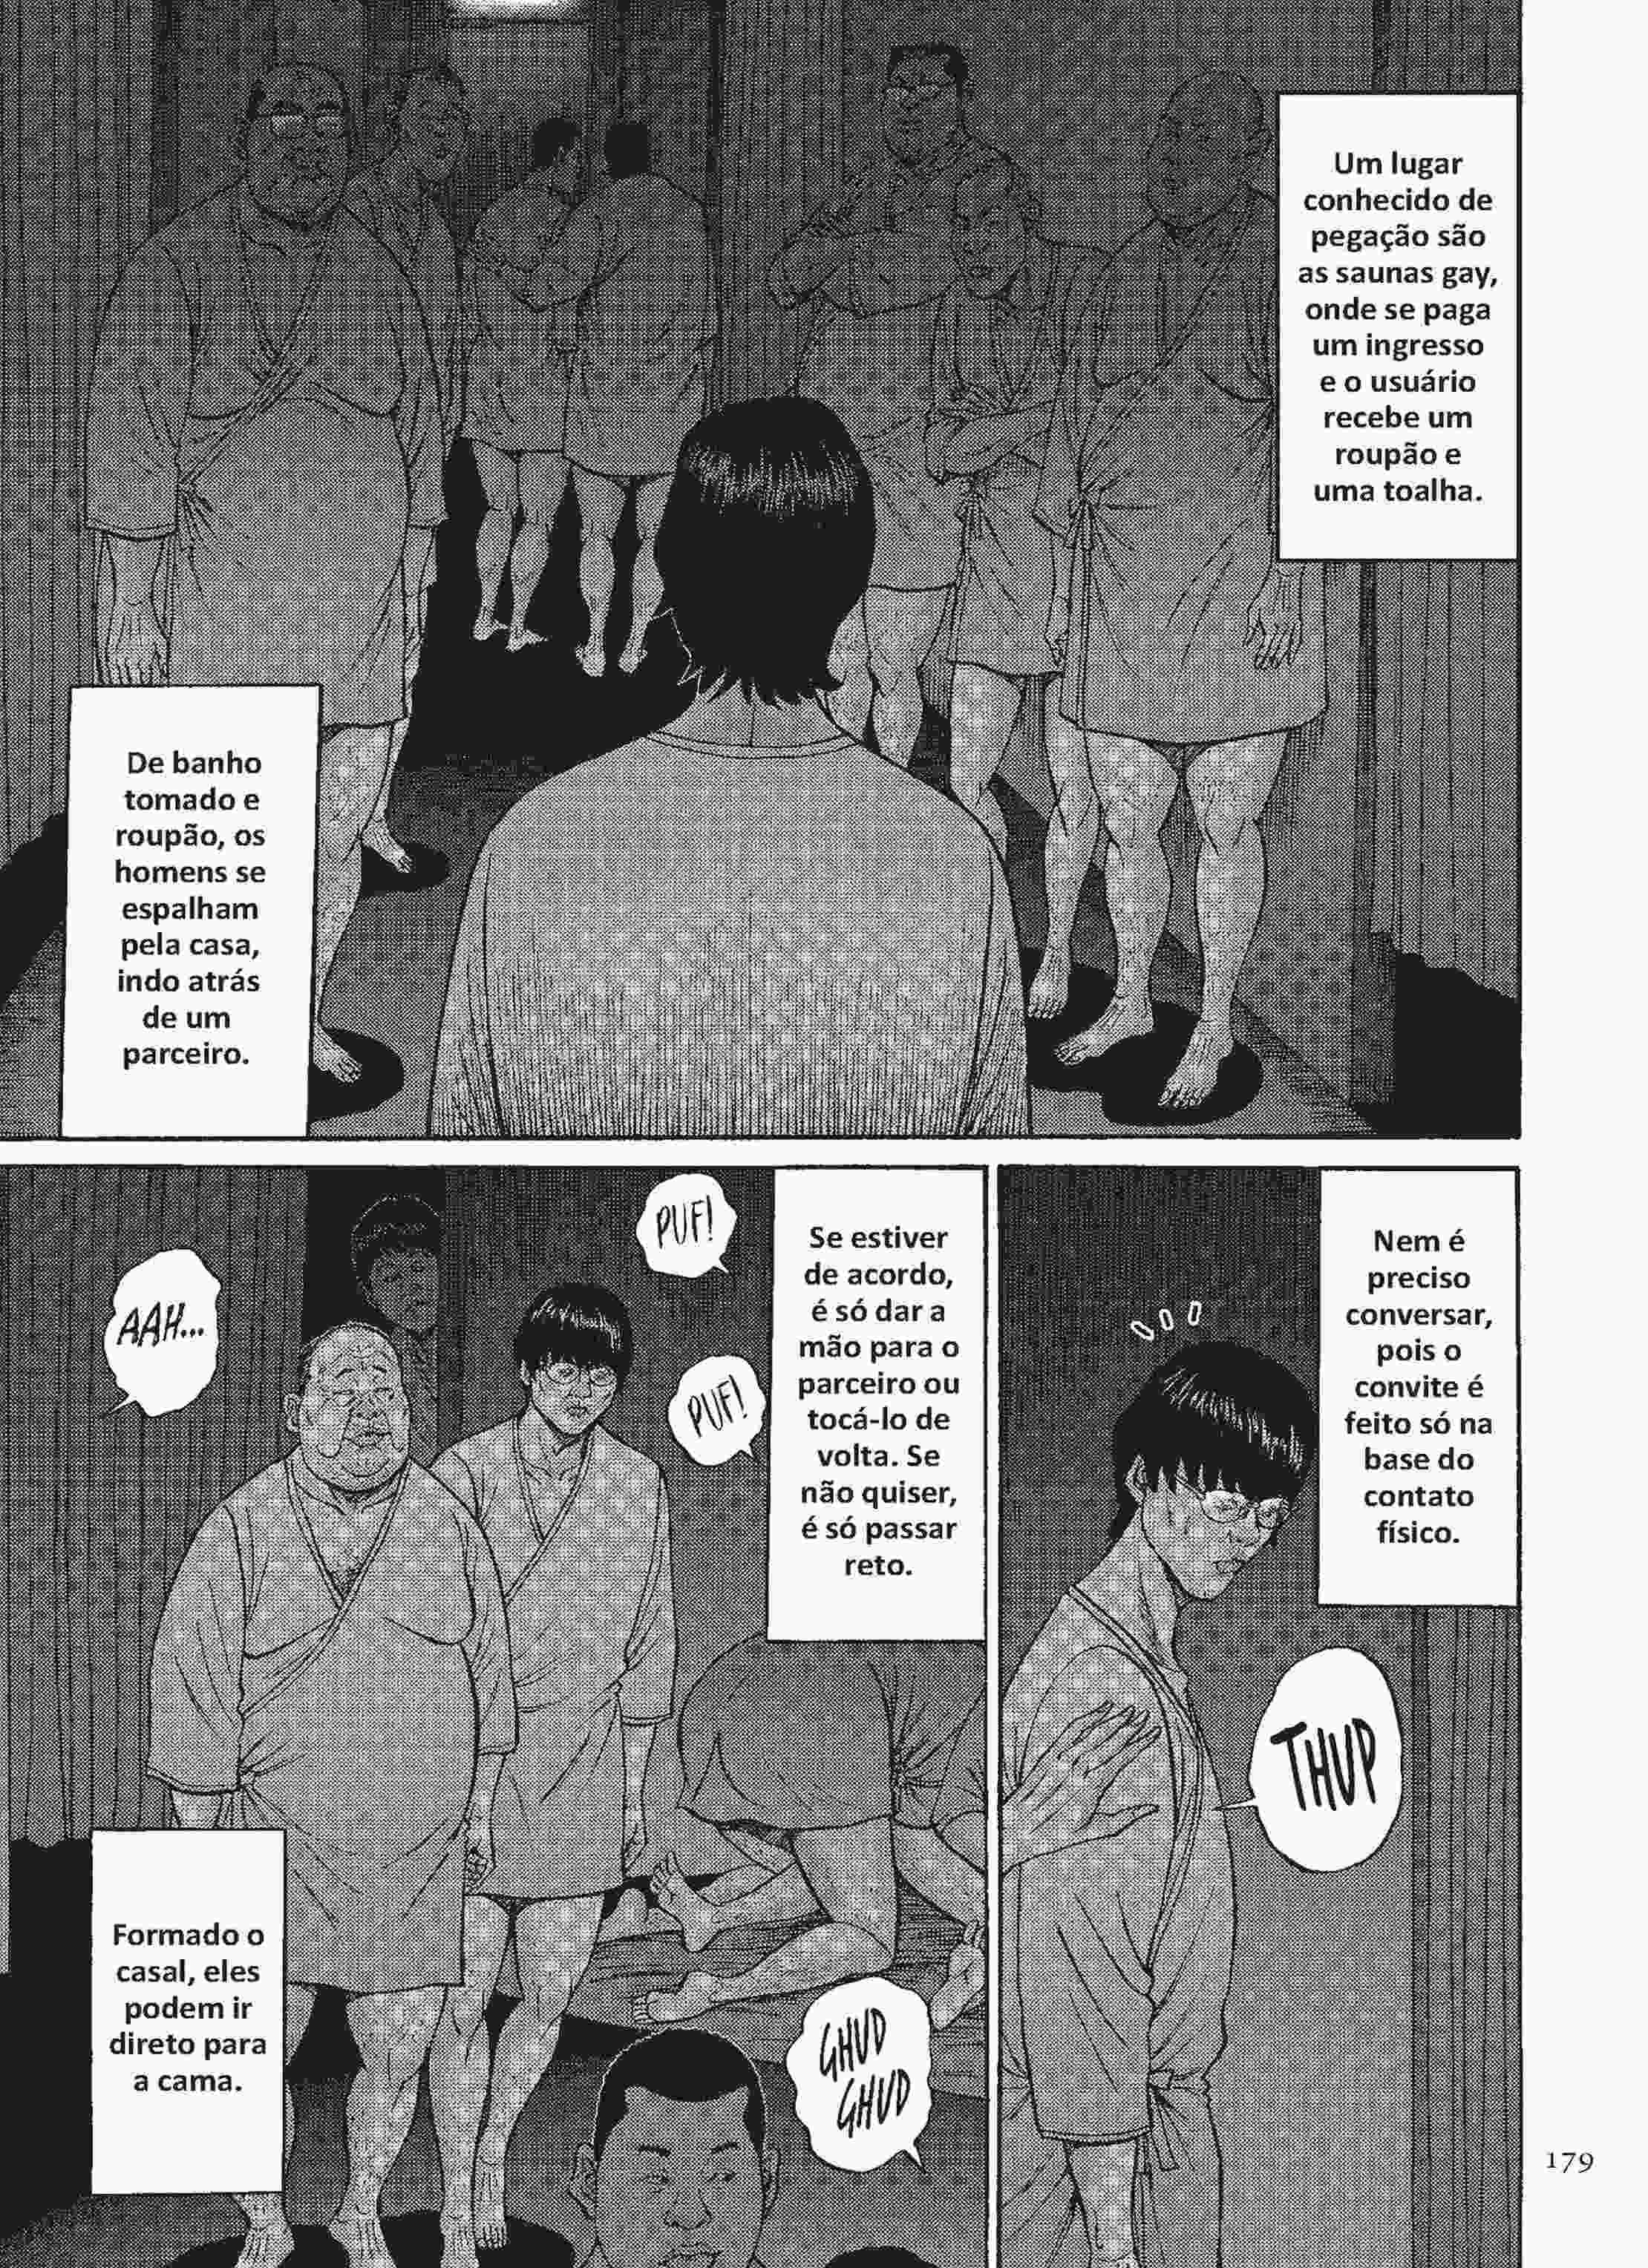 Um lugar
conhecido de
pegação são
as saunas gay,
onde se paga
um ingresso
e o usuário
recebe um
roupão e
uma toalha.
De banho
tomado e
roupão, os
homens se
espalham
pela casa,
indo atrás
de um
parceiro.
Nem é
preciso
conversar,
pois o
convite é
feito só na
base do
contato
físico.
THUP
Se estiver
de acordo,
é só dar a
mão para o
parceiro ou
tocá-lo de
volta. Se
não quiser,
é só passar
reto.
PUF!
PUF!
AAH...
GHUD
GHUD
Formado o
casal, eles
podem ir
direto para
a cama.
179